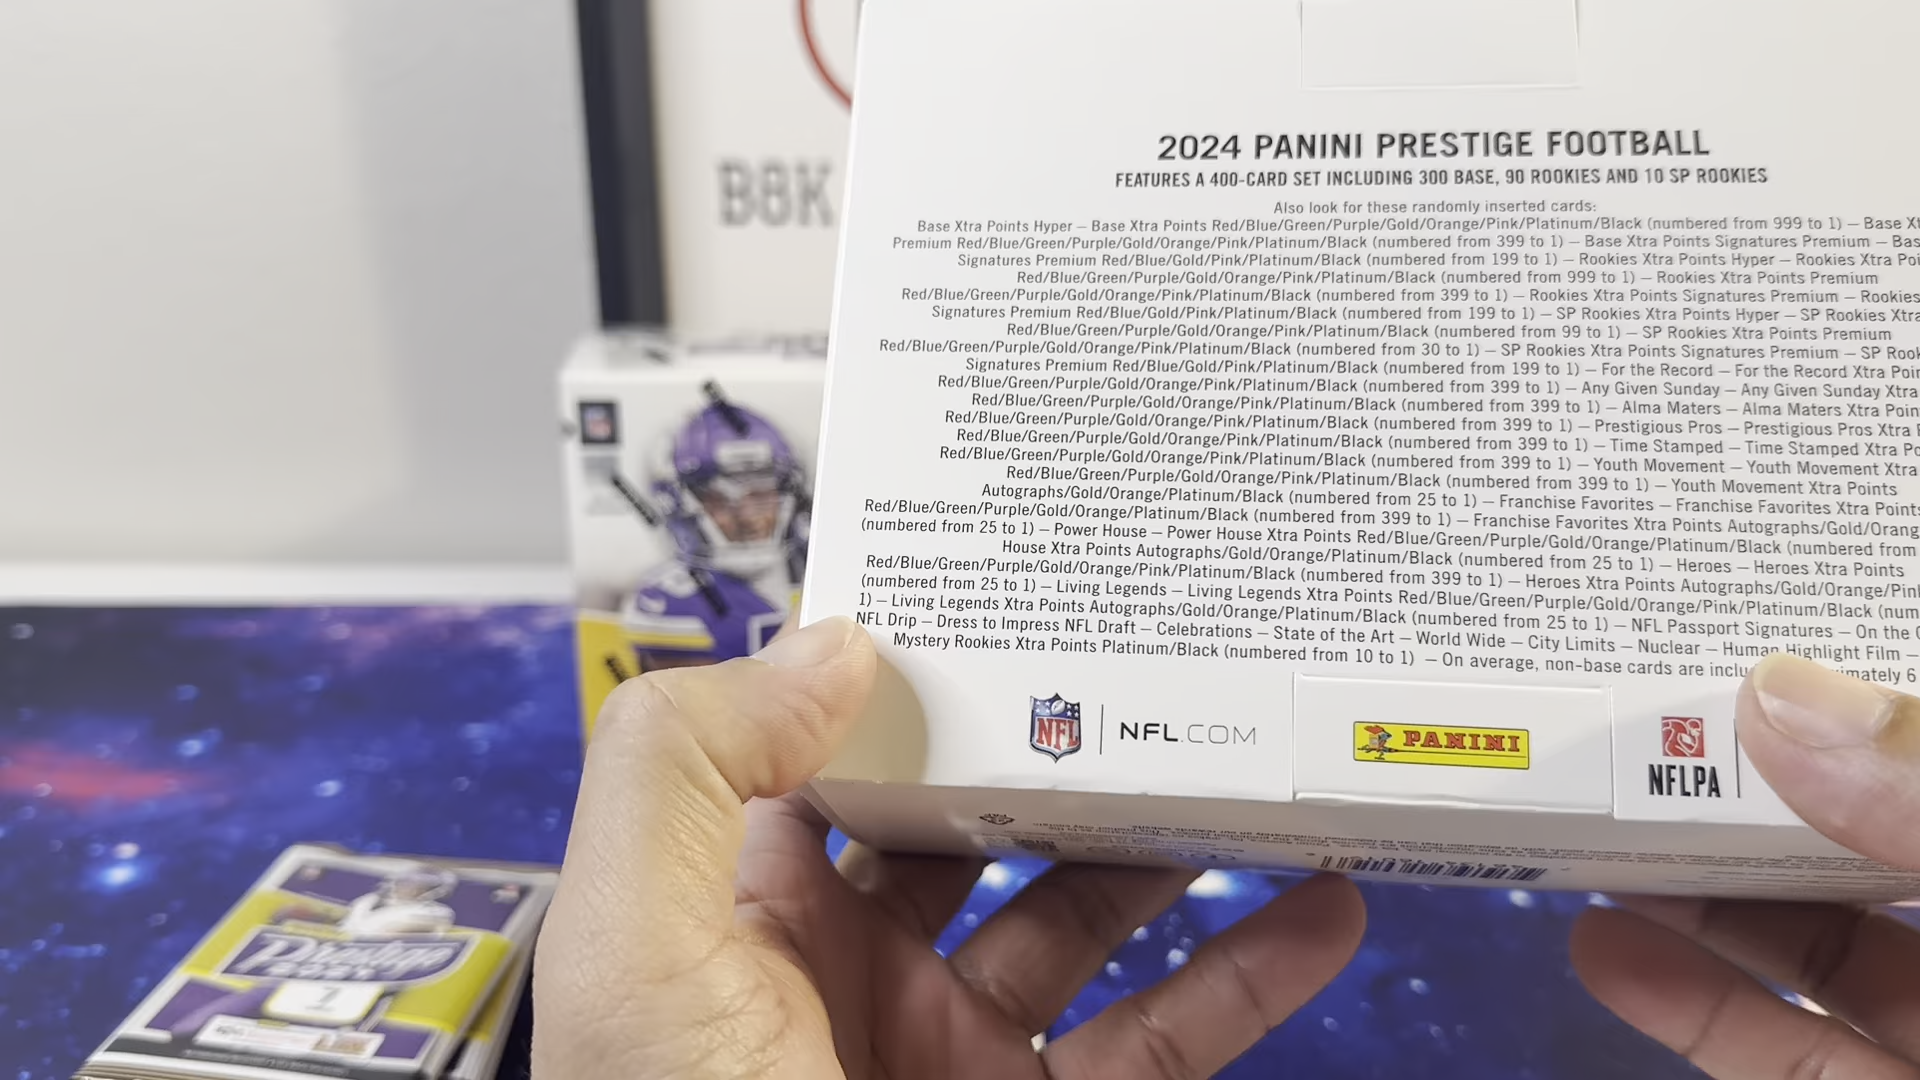 B8K
2024 PANINI PRESTIGE FOOTBALL
FEATURES A 400-CARD SET INCLUDING 300 BASE, 90 ROOKIES AND 10 SP ROOKIES
Also look for these randomly inserted cards:
Base Xtra Points Hyper – Base Xtra Points Red/Blue/Green/Purple/Gold/Orange/Pink/Platinum/Black (numbered from 999 to 1) – Base Xt
Premium Red/Blue/Green/Purple/Gold/Orange/Pink/Platinum/Black (numbered from 399 to 1) – Base Xtra Points Signatures Premium – Bas
Signatures Premium Red/Blue/Gold/Pink/Platinum/Black (numbered from 199 to 1) – Rookies Xtra Points Hyper – Rookies Xtra Poi
Red/Blue/Green/Purple/Gold/Orange/Pink/Platinum/Black (numbered from 999 to 1) – Rookies Xtra Points Premium
Red/Blue/Green/Purple/Gold/Orange/Pink/Platinum/Black (numbered from 399 to 1) – Rookies Xtra Points Signatures Premium – Rookies
Signatures Premium Red/Blue/Gold/Pink/Platinum/Black (numbered from 199 to 1) – SP Rookies Xtra Points Hyper – SP Rookies Xtra
Red/Blue/Green/Purple/Gold/Orange/Pink/Platinum/Black (numbered from 99 to 1) – SP Rookies Xtra Points Premium
Red/Blue/Green/Purple/Gold/Orange/Pink/Platinum/Black (numbered from 30 to 1) – SP Rookies Xtra Points Signatures Premium – SP Rook
Signatures Premium Red/Blue/Gold/Pink/Platinum/Black (numbered from 199 to 1) – For the Record – For the Record Xtra Poin
Red/Blue/Green/Purple/Gold/Orange/Pink/Platinum/Black (numbered from 399 to 1) – Any Given Sunday – Any Given Sunday Xtra
Red/Blue/Green/Purple/Gold/Orange/Pink/Platinum/Black (numbered from 399 to 1) – Alma Maters – Alma Maters Xtra Poin
Red/Blue/Green/Purple/Gold/Orange/Pink/Platinum/Black (numbered from 399 to 1) – Prestigious Pros – Prestigious Pros Xtra P
Red/Blue/Green/Purple/Gold/Orange/Pink/Platinum/Black (numbered from 399 to 1) – Time Stamped – Time Stamped Xtra Po
Red/Blue/Green/Purple/Gold/Orange/Pink/Platinum/Black (numbered from 399 to 1) – Youth Movement – Youth Movement Xtra
Red/Blue/Green/Purple/Gold/Orange/Pink/Platinum/Black (numbered from 399 to 1) – Youth Movement Xtra Points
Autographs/Gold/Orange/Platinum/Black (numbered from 25 to 1) – Franchise Favorites – Franchise Favorites Xtra Points
Red/Blue/Green/Purple/Gold/Orange/Pink/Platinum/Black (numbered from 399 to 1) – Franchise Favorites Xtra Points Autographs/Gold/Orang
(numbered from 25 to 1) – Power House – Power House Xtra Points Red/Blue/Green/Purple/Gold/Orange/Pink/Platinum/Black (numbered from
House Xtra Points Autographs/Gold/Orange/Platinum/Black (numbered from 25 to 1) – Heroes – Heroes Xtra Points
Red/Blue/Green/Purple/Gold/Orange/Pink/Platinum/Black (numbered from 399 to 1) – Heroes Xtra Points Autographs/Gold/Orange/Pink
(numbered from 25 to 1) – Living Legends – Living Legends Xtra Points Red/Blue/Green/Purple/Gold/Orange/Pink/Platinum/Black (num
1) – Living Legends Xtra Points Autographs/Gold/Orange/Platinum/Black (numbered from 25 to 1) – NFL Passport Signatures – On the
NFL Drip – Dress to Impress NFL Draft – Celebrations – State of the Art – World Wide – City Limits – Nuclear – Human Highlight Film –
Mystery Rookies Xtra Points Platinum/Black (numbered from 10 to 1) – On average, non-base cards are inclu imately 6
NFL
NFL.COM
PANINI
NFLPA
Prestige